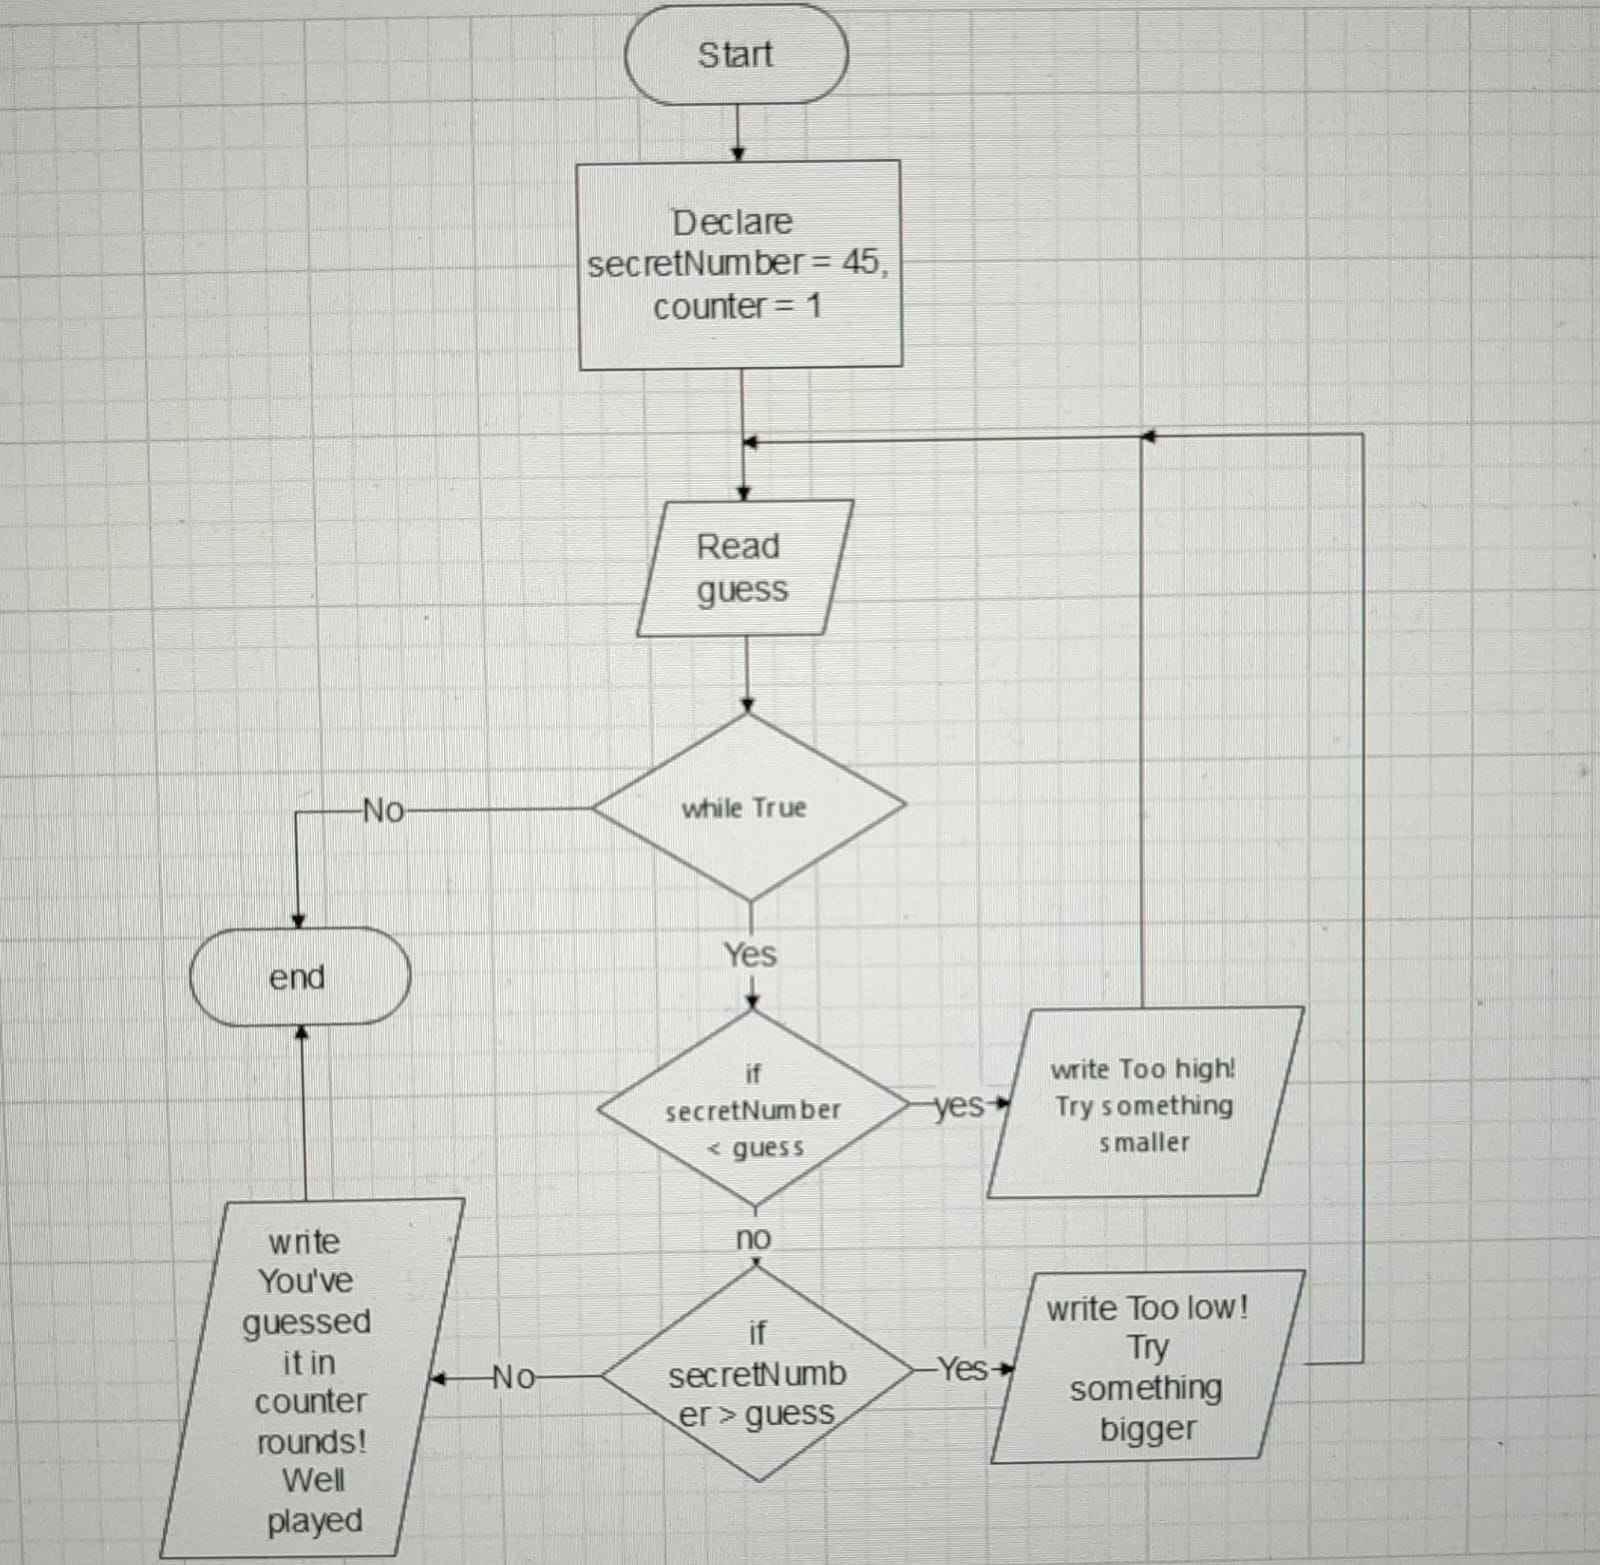 Start
Declare
secretNumber = 45,
counter = 1
Read
guess
while True
No
Yes
end
if
secretNumber
< guess
yes
write Too high!
Try something
smaller
no
if
secretNumb
er > guess
Yes
write Too low!
Try
something
bigger
No
write
You've
guessed
it in
counter
rounds!
Well
played